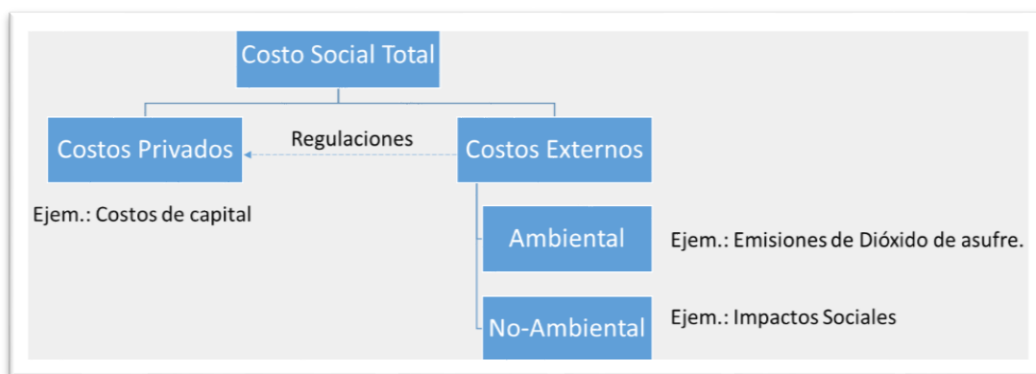 Costo Social Total
Costos Privados
Regulaciones
Costos Externos
Ejem.: Costos de capital
Ambiental
Ejem.: Emisiones de Dióxido de asufre.
No-Ambiental
Ejem.: Impactos Sociales